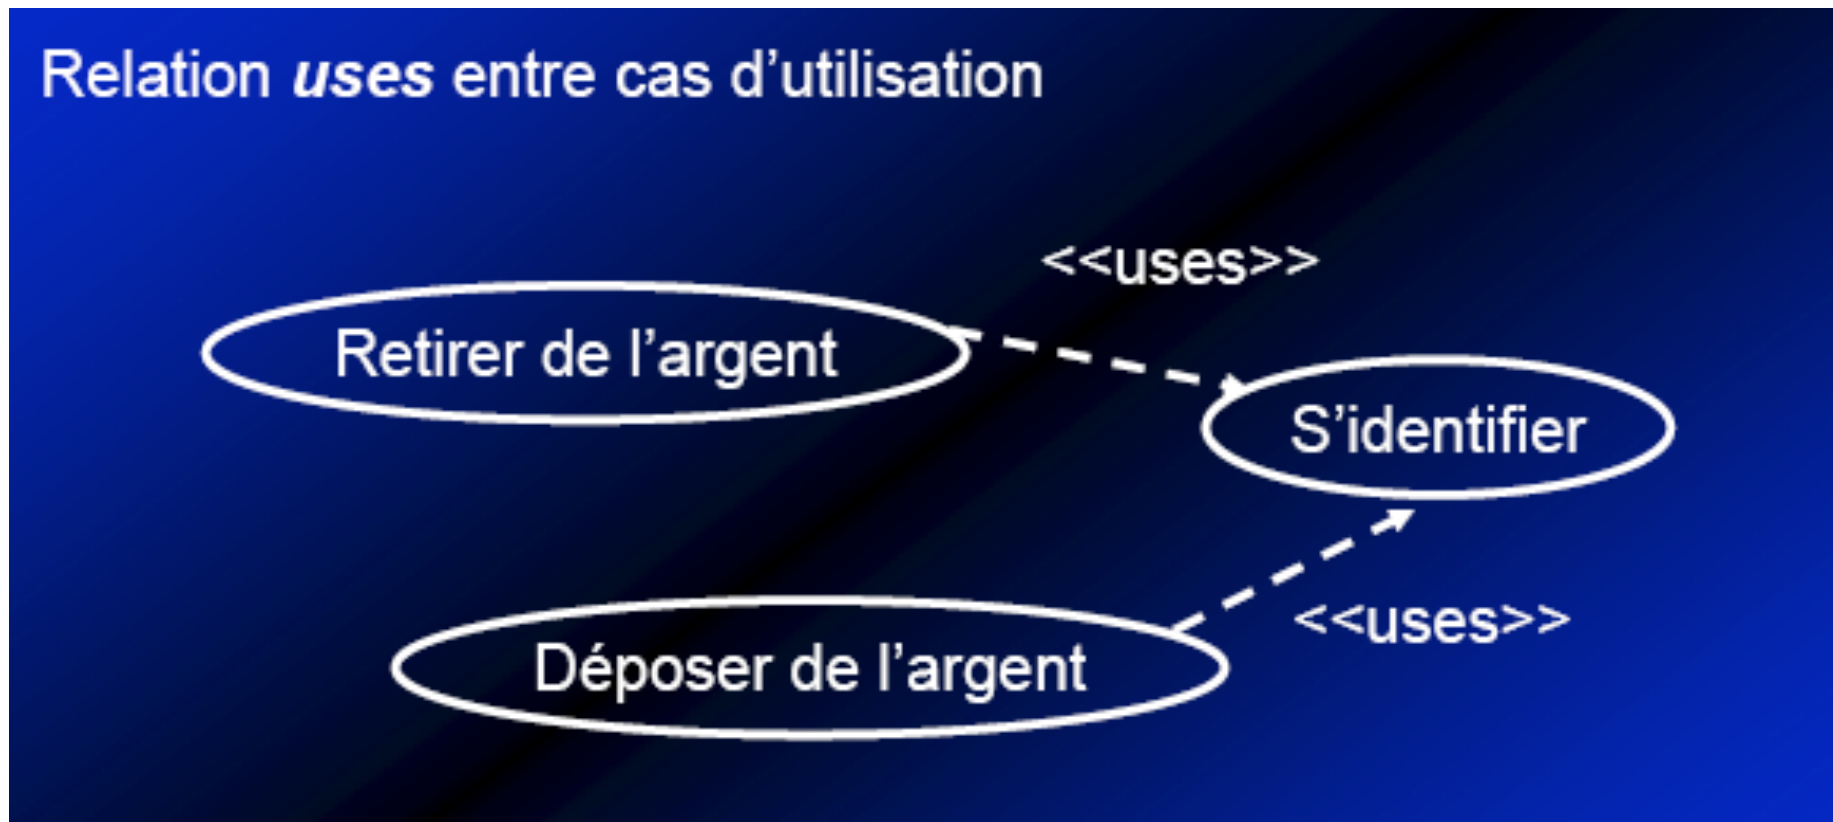 Relation uses entre cas d’utilisation
<<uses>>
Retirer de l’argent
S’identifier
<<uses>>
Déposer de l’argent